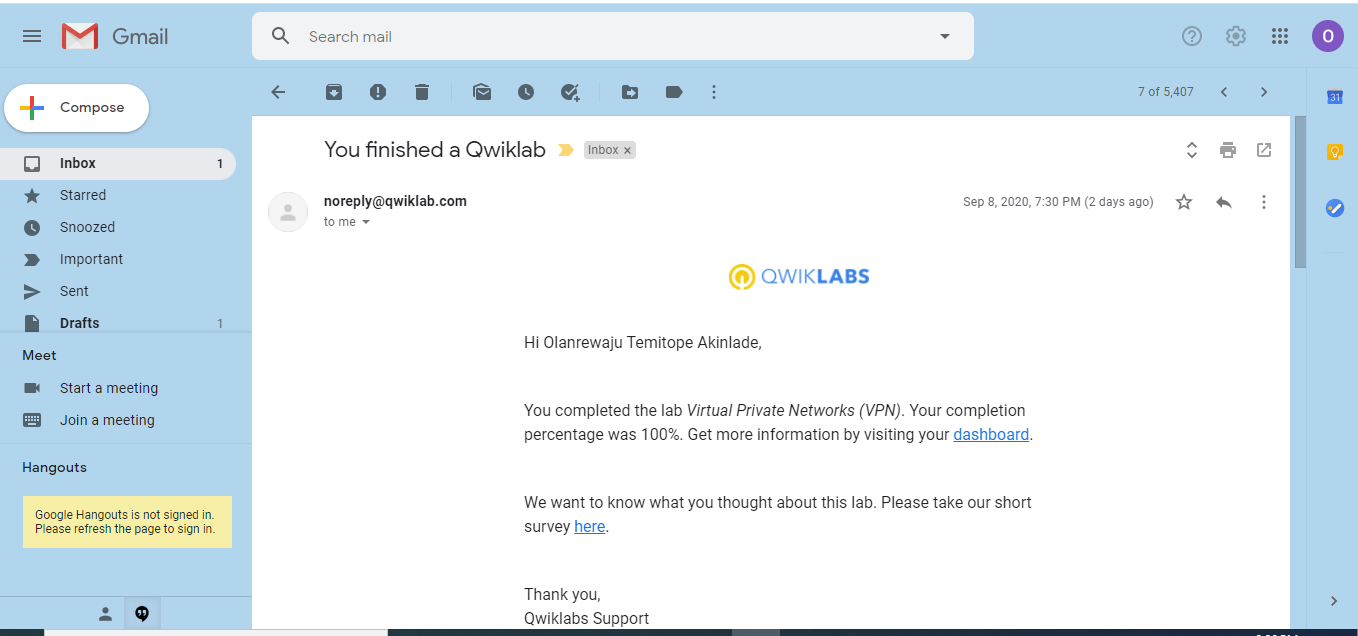 Gmail
Search mail
O
Compose
7 of 5,407
31
You finished a Qwiklab
Inbox x
Inbox 1
Starred
Snoozed
Important
Sent
Drafts 1
noreply@qwiklab.com
Sep 8, 2020, 7:30 PM (2 days ago)
to me
QWIKLABS
Hi Olanrewaju Temitope Akinlade,
You completed the lab Virtual Private Networks (VPN). Your completion
percentage was 100%. Get more information by visiting your dashboard.
We want to know what you thought about this lab. Please take our short
survey here.
Thank you,
Qwiklabs Support
Meet
Start a meeting
Join a meeting
Hangouts
Google Hangouts is not signed in.
Please refresh the page to sign in.